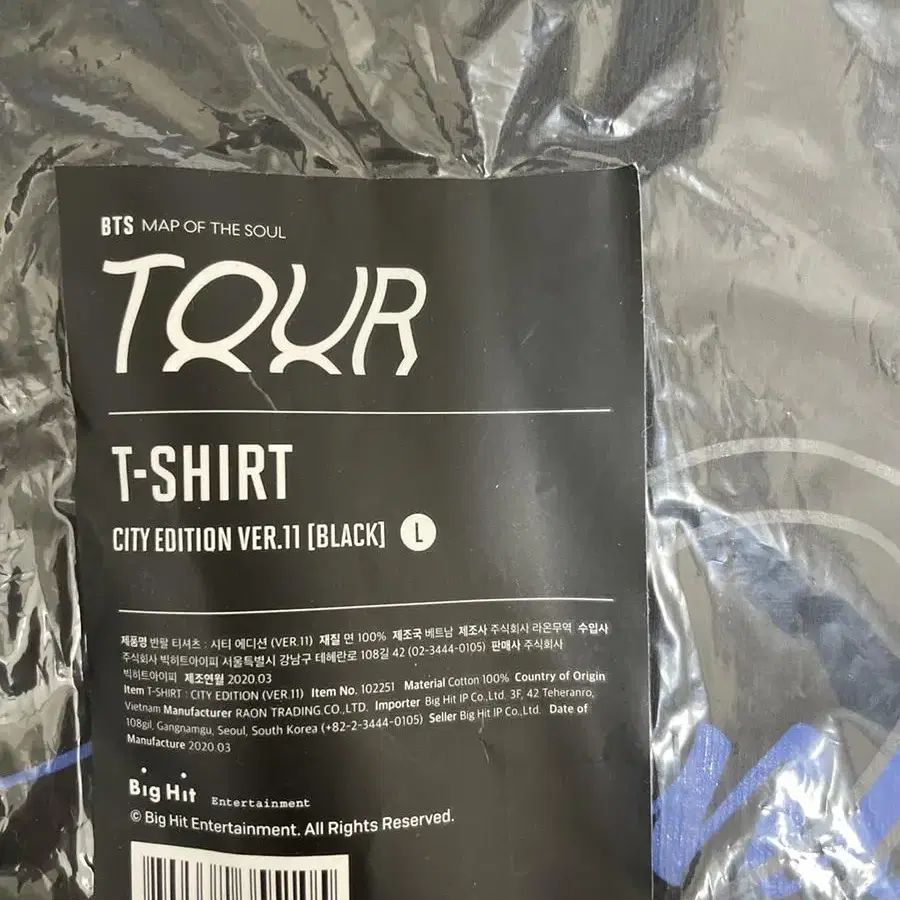 BTS MAP OF THE SOUL
TOUR
T-SHIRT
CITY EDITION VER.11 [BLACK] L
제품명 반팔 티셔츠 : 시티 에디션 (VER.11) 재질 면 100% 제조국 베트남 제조사 주식회사 라온무역 수입사
주식회사 빅히트아이피 서울특별시 강남구 테헤란로 108길 42 (02-3444-0105) 판매사 주식회사
빅히트아이피 제조연월 2020.03
Item T-SHIRT : CITY EDITION (VER.11) Item No. 102251 Material Cotton 100% Country of Origin
Vietnam Manufacturer RAON TRADING CO.,LTD. Importer Big Hit IP Co.,Ltd. 3F, 42 Teheranro,
108gil, Gangnamgu, Seoul, South Korea (+82-2-3444-0105) Seller Big Hit IP Co.,Ltd. Date of
Manufacture 2020.03
Big Hit Entertainment
© Big Hit Entertainment. All Rights Reserved.